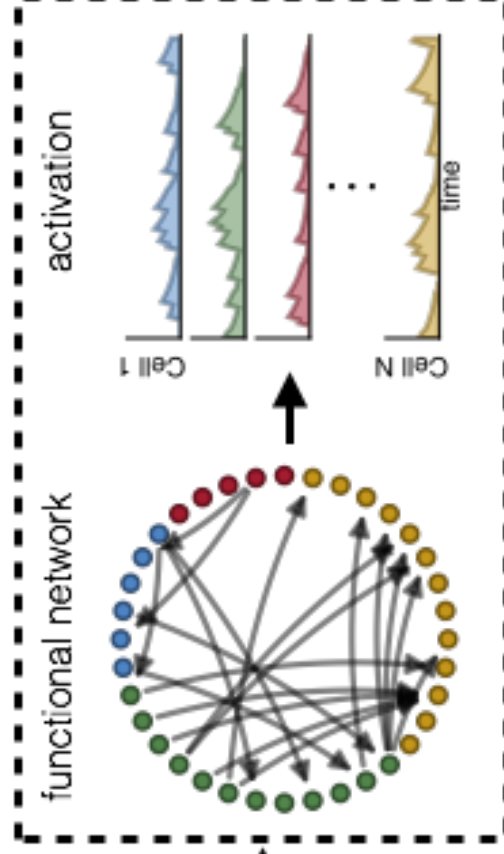 functional network
activation
Cell 1
. . .
Cell N
time